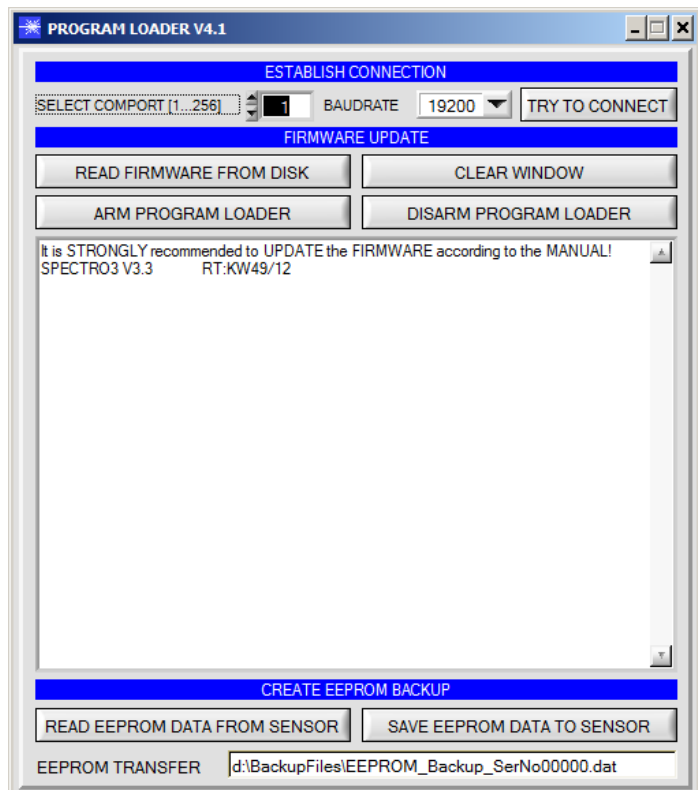 PROGRAM LOADER V4.1
ESTABLISH CONNECTION
SELECT COMPORT [1...256] 1 BAUDRATE 19200 TRY TO CONNECT
FIRMWARE UPDATE
READ FIRMWARE FROM DISK CLEAR WINDOW
ARM PROGRAM LOADER DISARM PROGRAM LOADER
It is STRONGLY recommended to UPDATE the FIRMWARE according to the MANUAL!
SPECTRO3 V3.3 RT:KW49/12
CREATE EEPROM BACKUP
READ EEPROM DATA FROM SENSOR SAVE EEPROM DATA TO SENSOR
EEPROM TRANSFER d:\BackupFiles\EEPROM_Backup_SerNo00000.dat